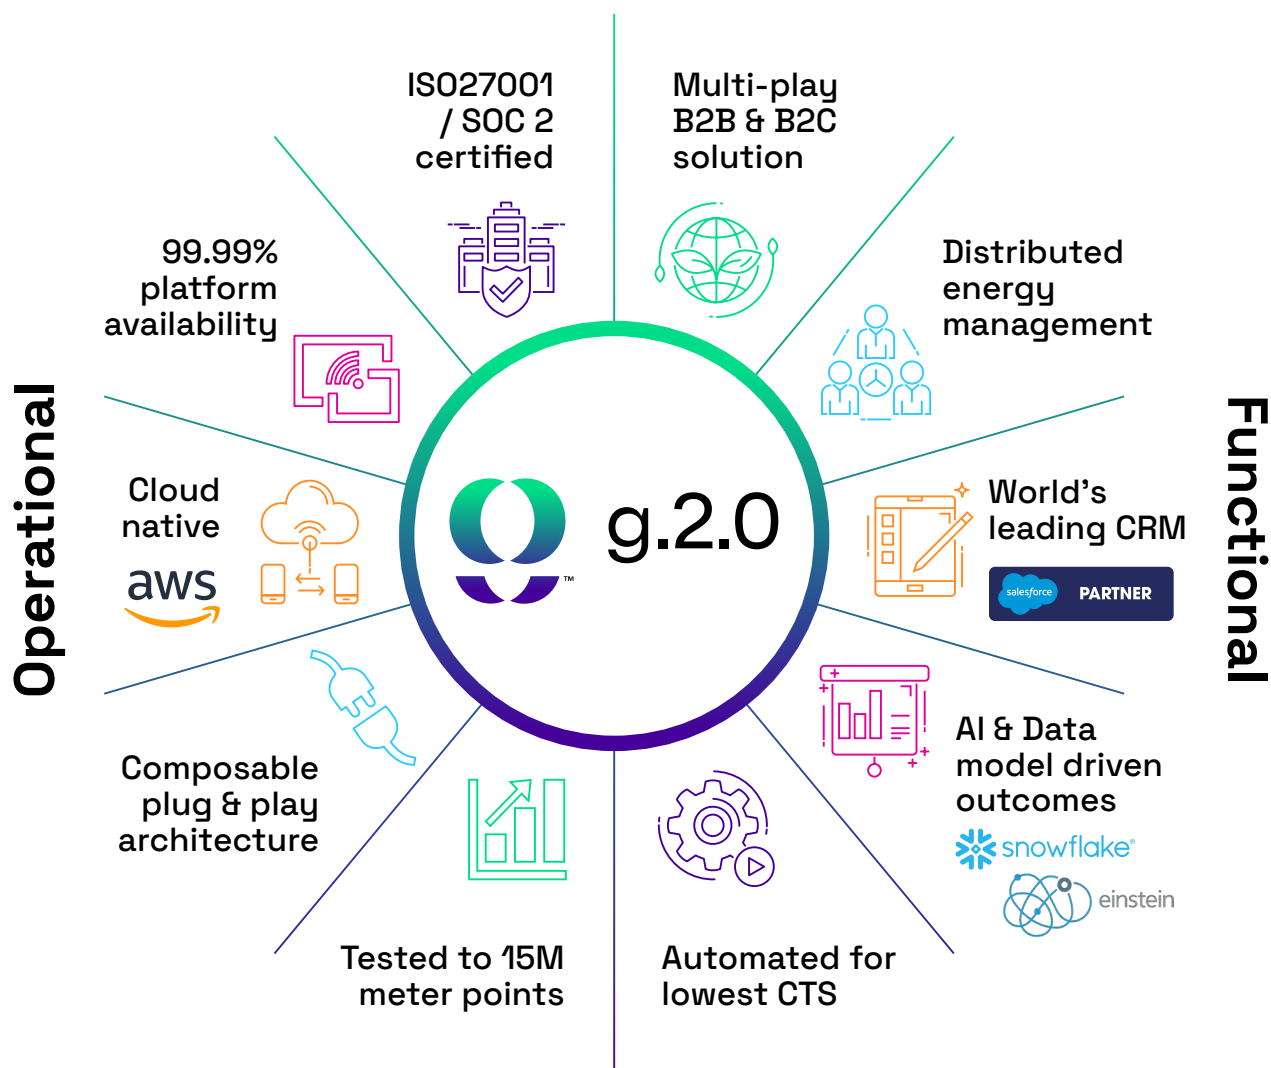 Operational
ISO27001
/ SOC 2
certified
99.99%
platform
availability
Cloud
native
aws
Composable
plug & play
architecture
Tested to 15M
meter points
g.2.0
™
Multi-play
B2B & B2C
solution
Distributed
energy
management
World's
leading CRM
salesforce PARTNER
AI & Data
model driven
outcomes
snowflake®
einstein
Automated for
lowest CTS
Functional